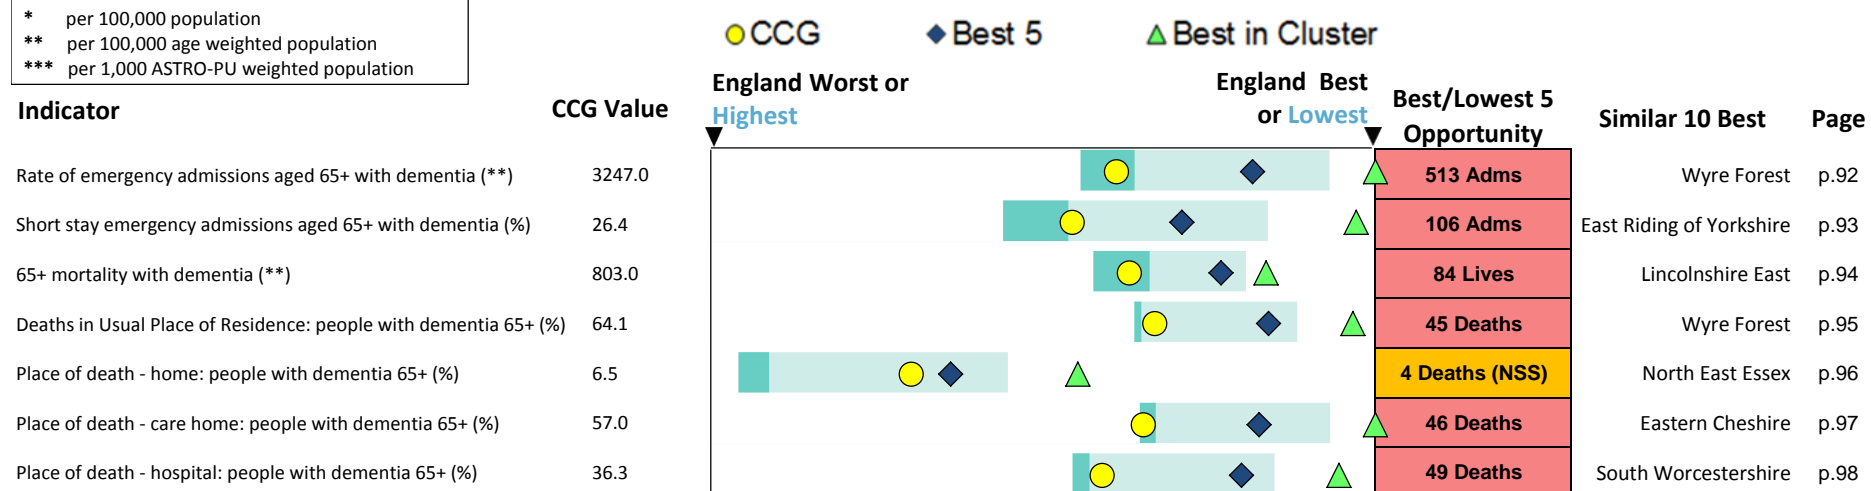 * per 100,000 population
** per 100,000 age weighted population
*** per 1,000 ASTRO-PU weighted population
CCG Best 5 Best in Cluster
England Worst or Highest
England Best or Lowest
Indicator CCG Value Best/Lowest 5 Opportunity Similar 10 Best Page
Rate of emergency admissions aged 65+ with dementia (**) 3247.0 513 Adms Wyre Forest p.92
Short stay emergency admissions aged 65+ with dementia (%) 26.4 106 Adms East Riding of Yorkshire p.93
65+ mortality with dementia (**) 803.0 84 Lives Lincolnshire East p.94
Deaths in Usual Place of Residence: people with dementia 65+ (%) 64.1 45 Deaths Wyre Forest p.95
Place of death - home: people with dementia 65+ (%) 6.5 4 Deaths (NSS) North East Essex p.96
Place of death - care home: people with dementia 65+ (%) 57.0 46 Deaths Eastern Cheshire p.97
Place of death - hospital: people with dementia 65+ (%) 36.3 49 Deaths South Worcestershire p.98